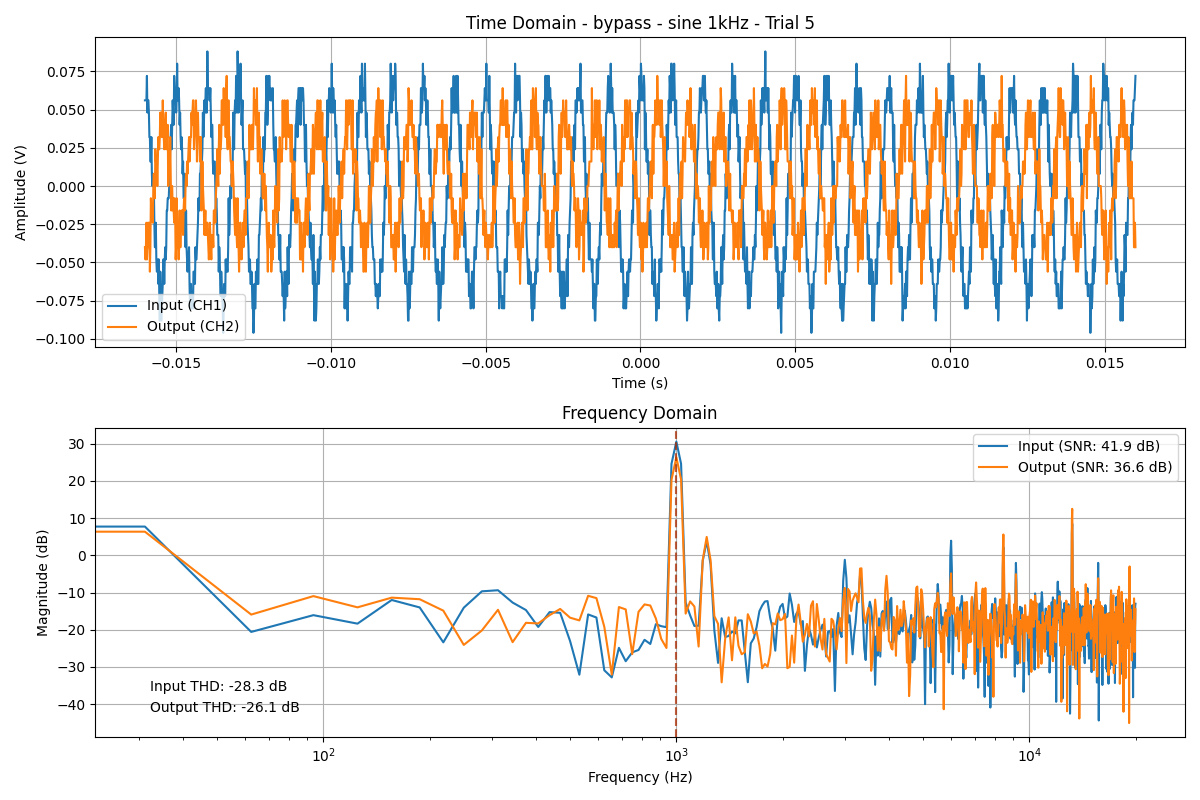 Time Domain - bypass - sine 1kHz - Trial 5
0.075
0.050
0.025
0.000
−0.025
−0.050
−0.075
−0.100
Amplitude (V)
Input (CH1)
Output (CH2)
−0.015 −0.010 −0.005 0.000 0.005 0.010 0.015
Time (s)
Frequency Domain
30
20
10
0
−10
−20
−30
−40
Magnitude (dB)
Input (SNR: 41.9 dB)
Output (SNR: 36.6 dB)
Input THD: -28.3 dB
Output THD: -26.1 dB
10² 10³ 10⁴
Frequency (Hz)